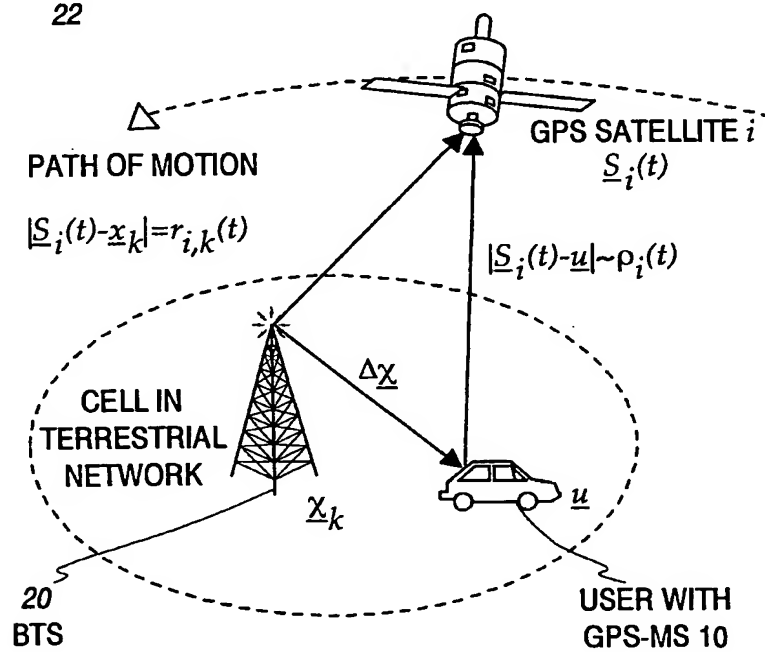 22
GPS SATELLITE i
S_i(t)
PATH OF MOTION
|S_i(t)-x_k|=r_{i,k}(t)
|S_i(t)-u|~ρ_i(t)
Δχ
CELL IN
TERRESTRIAL
NETWORK
χ_k
u
20
BTS
USER WITH
GPS-MS 10